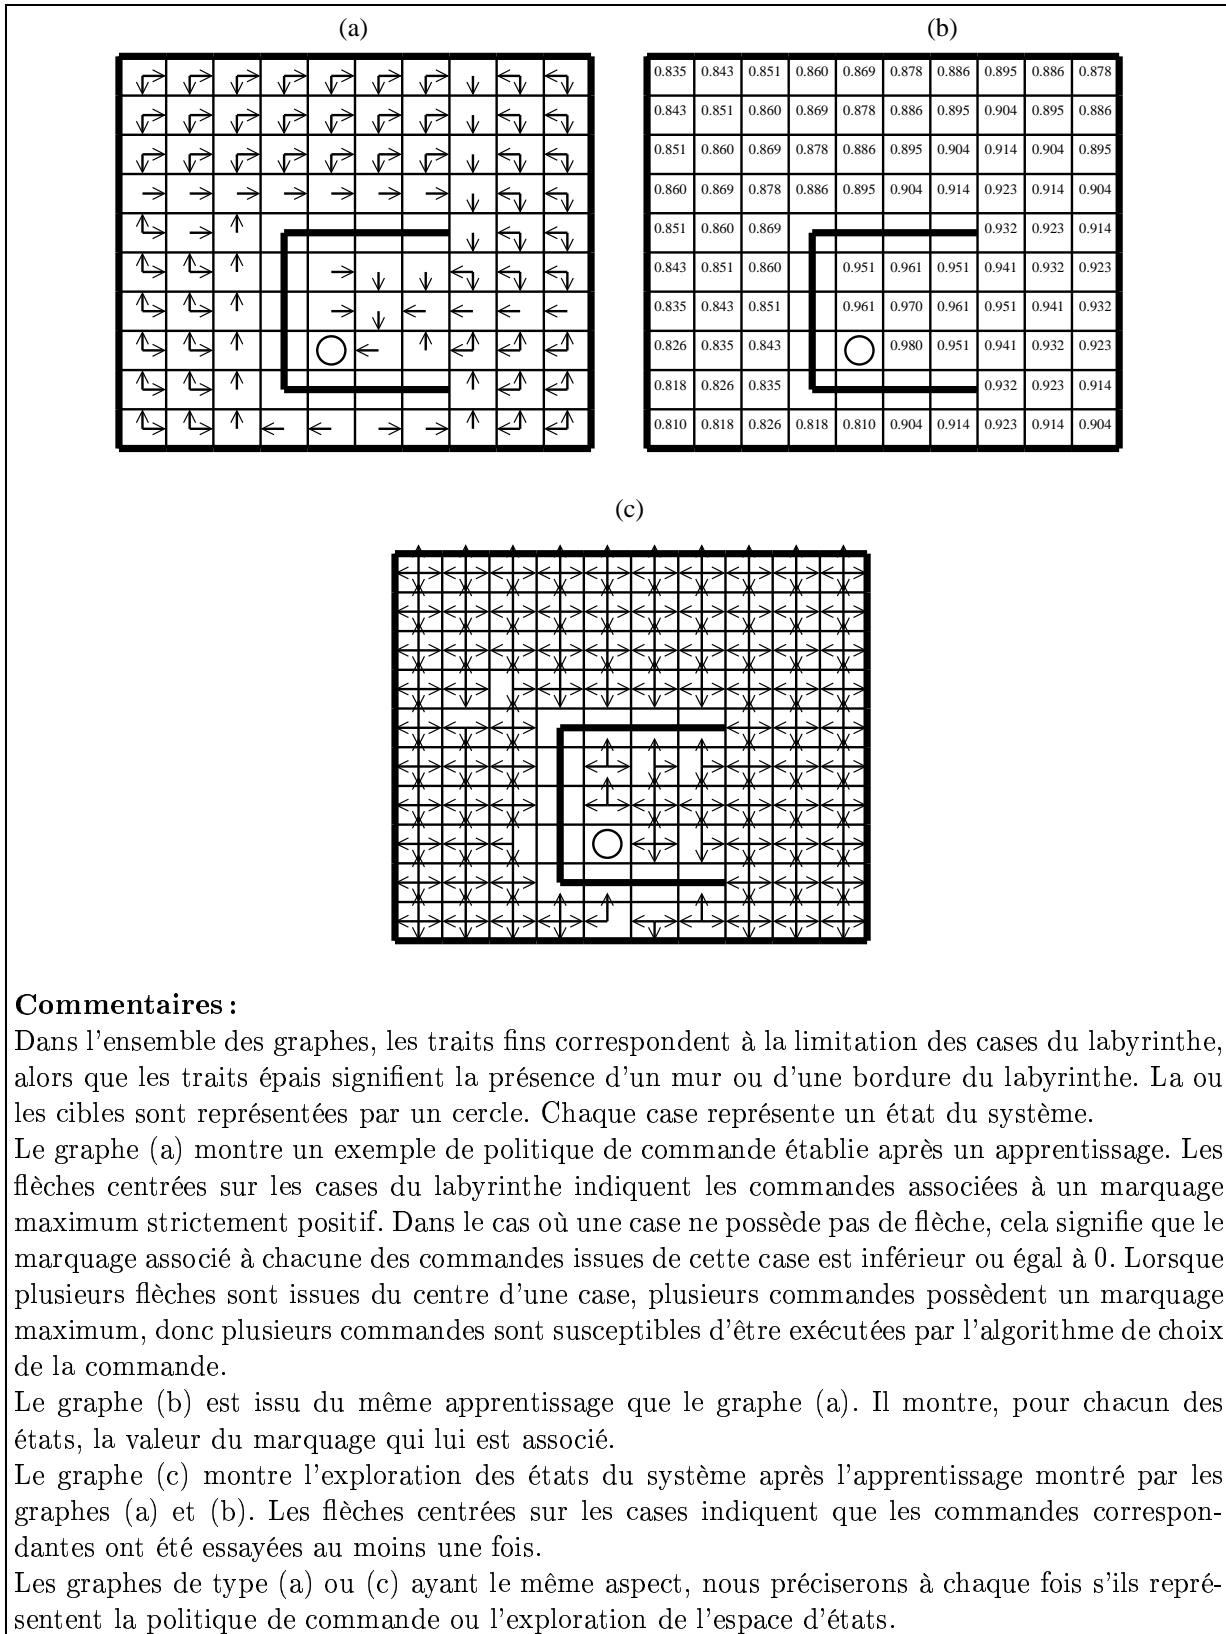 (a) (b)
0.835 0.843 0.851 0.860 0.869 0.878 0.886 0.895 0.886 0.878
0.843 0.851 0.860 0.869 0.878 0.886 0.895 0.904 0.895 0.886
0.851 0.860 0.869 0.878 0.886 0.895 0.904 0.914 0.904 0.895
0.860 0.869 0.878 0.886 0.895 0.904 0.914 0.923 0.914 0.904
0.851 0.860 0.869 0.932 0.923 0.914
0.843 0.851 0.860 0.951 0.961 0.951 0.941 0.932 0.923
0.835 0.843 0.851 0.961 0.970 0.961 0.951 0.941 0.932
0.826 0.835 0.843 0.980 0.951 0.941 0.932 0.923
0.818 0.826 0.835 0.932 0.923 0.914
0.810 0.818 0.826 0.818 0.810 0.904 0.914 0.923 0.914 0.904
(c)
Commentaires :
Dans l'ensemble des graphes, les traits fins correspondent à la limitation des cases du labyrinthe,
alors que les traits épais signifient la présence d'un mur ou d'une bordure du labyrinthe. La ou
les cibles sont représentées par un cercle. Chaque case représente un état du système.
Le graphe (a) montre un exemple de politique de commande établie après un apprentissage. Les
flèches centrées sur les cases du labyrinthe indiquent les commandes associées à un marquage
maximum strictement positif. Dans le cas où une case ne possède pas de flèche, cela signifie que le
marquage associé à chacune des commandes issues de cette case est inférieur ou égal à 0. Lorsque
plusieurs flèches sont issues du centre d'une case, plusieurs commandes possèdent un marquage
maximum, donc plusieurs commandes sont susceptibles d'être exécutées par l'algorithme de choix
de la commande.
Le graphe (b) est issu du même apprentissage que le graphe (a). Il montre, pour chacun des
états, la valeur du marquage qui lui est associé.
Le graphe (c) montre l'exploration des états du système après l'apprentissage montré par les
graphes (a) et (b). Les flèches centrées sur les cases indiquent que les commandes correspon-
dantes ont été essayées au moins une fois.
Les graphes de type (a) ou (c) ayant le même aspect, nous préciserons à chaque fois s'ils repré-
sentent la politique de commande ou l'exploration de l'espace d'états.